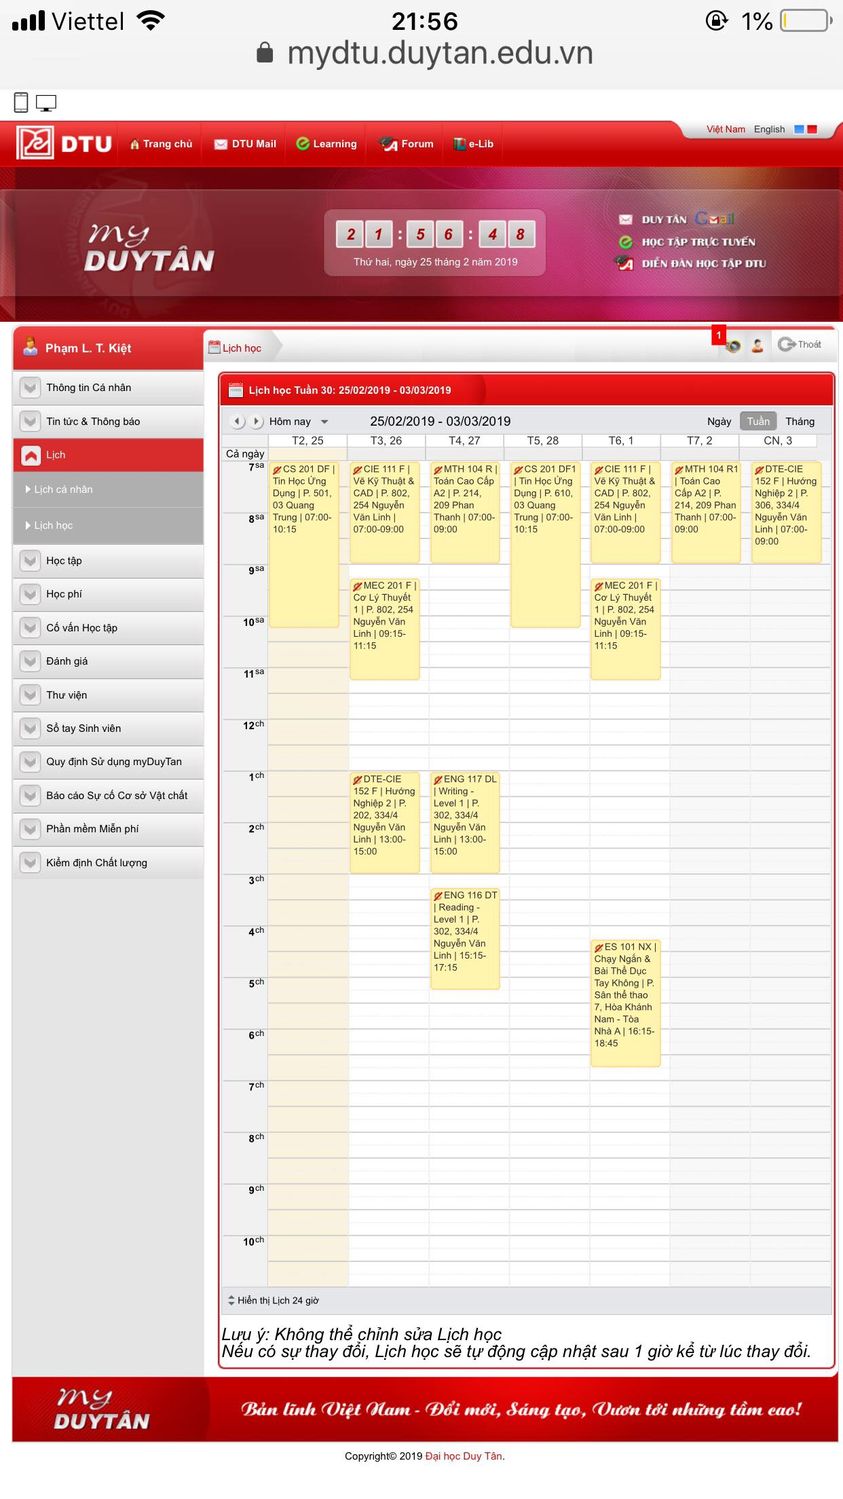 Viettel 21:56 1%
mydtu.duytan.edu.vn
DTU Trang chủ DTU Mail Learning Forum e-Lib
Việt Nam English
my
DUYTÂN
21:56:48
Thứ hai, ngày 25 tháng 2 năm 2019
DUY TÂN Gmail
HỌC TẬP TRỰC TUYẾN
DIỄN ĐÀN HỌC TẬP DTU
Phạm L. T. Kiệt
Thông tin Cá nhân
Tin tức & Thông báo
Lịch
Lịch cá nhân
Lịch học
Học tập
Học phí
Cố vấn Học tập
Đánh giá
Thư viện
Sổ tay Sinh viên
Quy định Sử dụng myDuyTan
Báo cáo Sự cố Cơ sở Vật chất
Phần mềm Miễn phí
Kiểm định Chất lượng
Lịch học
1
Thoát
Lịch học Tuần 30: 25/02/2019 - 03/03/2019
Hôm nay 25/02/2019 - 03/03/2019 Ngày Tuần Tháng
T2, 25 T3, 26 T4, 27 T5, 28 T6, 1 T7, 2 CN, 3
Cả ngày
7sa
8sa
9sa
10sa
11sa
12ch
1ch
2ch
3ch
4ch
5ch
6ch
7ch
8ch
9ch
10ch
CS 201 DF |
Tin Học Ứng
Dụng | P. 501,
03 Quang
Trung | 07:00-
10:15
CIE 111 F |
Vẽ Kỹ Thuật &
CAD | P. 802,
254 Nguyễn
Văn Linh |
07:00-09:00
MEC 201 F |
Cơ Lý Thuyết
1 | P. 802, 254
Nguyễn Văn
Linh | 09:15-
11:15
DTE-CIE
152 F | Hướng
Nghiệp 2 | P.
202, 334/4
Nguyễn Văn
Linh | 13:00-
15:00
MTH 104 R |
Toán Cao Cấp
A2 | P. 214,
209 Phan
Thanh | 07:00-
09:00
ENG 117 DL
| Writing -
Level 1 | P.
302, 334/4
Nguyễn Văn
Linh | 13:00-
15:00
ENG 116 DT
| Reading -
Level 1 | P.
302, 334/4
Nguyễn Văn
Linh | 15:15-
17:15
CS 201 DF1
| Tin Học Ứng
Dụng | P. 610,
03 Quang
Trung | 07:00-
10:15
CIE 111 F |
Vẽ Kỹ Thuật &
CAD | P. 802,
254 Nguyễn
Văn Linh |
07:00-09:00
MEC 201 F |
Cơ Lý Thuyết
1 | P. 802, 254
Nguyễn Văn
Linh | 09:15-
11:15
ES 101 NX |
Chạy Ngắn &
Bài Thể Dục
Tay Không | P.
Sân thể thao
7, Hòa Khánh
Nam - Tòa
Nhà A | 16:15-
18:45
MTH 104 R1
| Toán Cao
Cấp A2 | P.
214, 209 Phan
Thanh | 07:00-
09:00
DTE-CIE
152 F | Hướng
Nghiệp 2 | P.
306, 334/4
Nguyễn Văn
Linh | 07:00-
09:00
Hiển thị Lịch 24 giờ
Lưu ý: Không thể chỉnh sửa Lịch học
Nếu có sự thay đổi, Lịch học sẽ tự động cập nhật sau 1 giờ kể từ lúc thay đổi.
my
DUYTÂN
Bản lĩnh Việt Nam - Đổi mới, Sáng tạo, Vươn tới những tầm cao!
Copyright© 2019 Đại học Duy Tân.